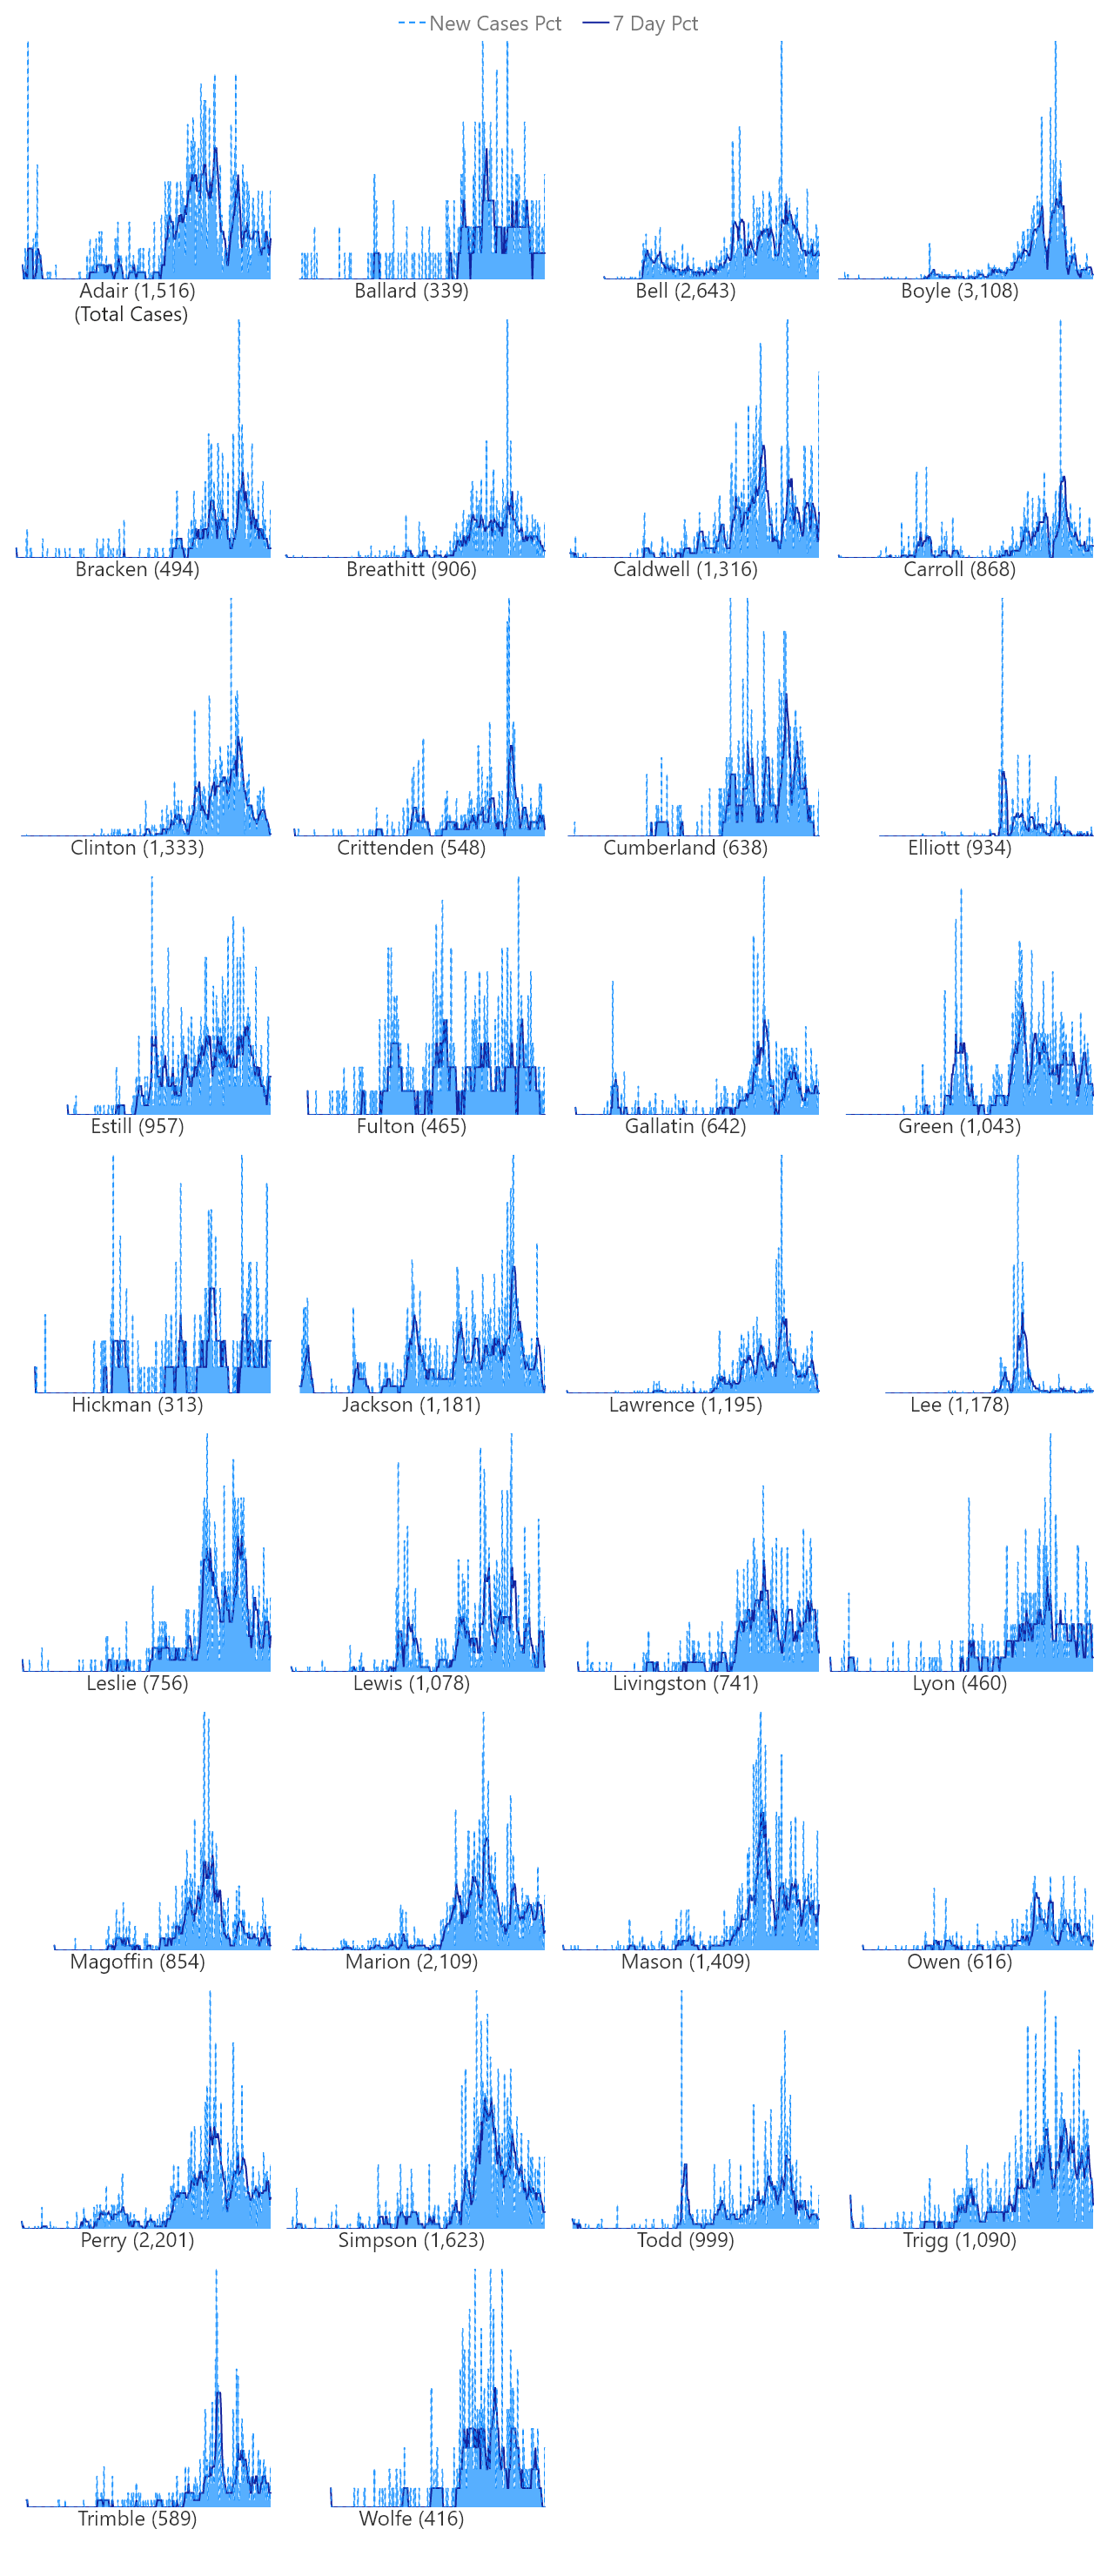 New Cases Pct 7 Day Pct
Adair (1,516) Ballard (339) Bell (2,643) Boyle (3,108)
(Total Cases)
Bracken (494) Breathitt (906) Caldwell (1,316) Carroll (868)
Clinton (1,333) Crittenden (548) Cumberland (638) Elliott (934)
Estill (957) Fulton (465) Gallatin (642) Green (1,043)
Hickman (313) Jackson (1,181) Lawrence (1,195) Lee (1,178)
Leslie (756) Lewis (1,078) Livingston (741) Lyon (460)
Magoffin (854) Marion (2,109) Mason (1,409) Owen (616)
Perry (2,201) Simpson (1,623) Todd (999) Trigg (1,090)
Trimble (589) Wolfe (416)